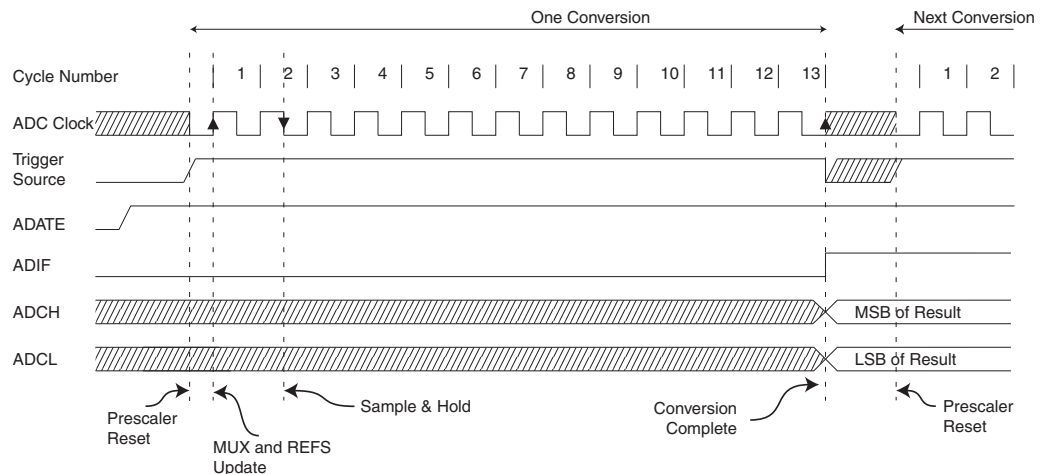 One Conversion
Next Conversion
Cycle Number
1 2 3 4 5 6 7 8 9 10 11 12 13 1 2
ADC Clock
Trigger
Source
ADATE
ADIF
ADCH
MSB of Result
ADCL
LSB of Result
Prescaler
Reset
MUX and REFS
Update
Sample & Hold
Conversion
Complete
Prescaler
Reset